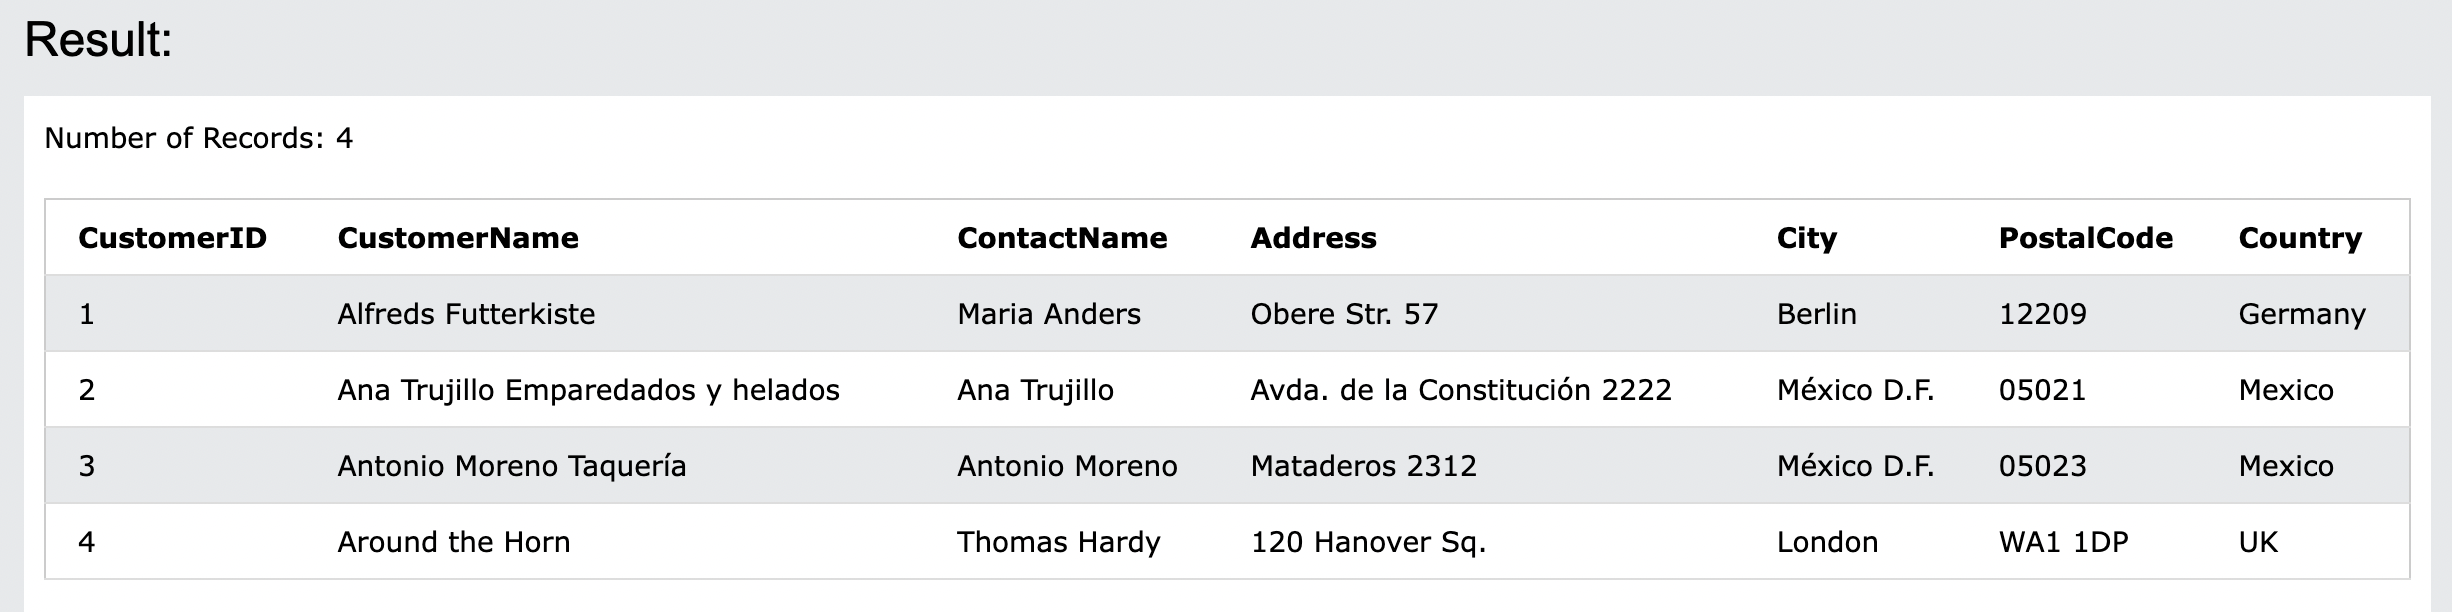 Result:
Number of Records: 4
CustomerID CustomerName ContactName Address City PostalCode Country
1 Alfreds Futterkiste Maria Anders Obere Str. 57 Berlin 12209 Germany
2 Ana Trujillo Emparedados y helados Ana Trujillo Avda. de la Constitución 2222 México D.F. 05021 Mexico
3 Antonio Moreno Taquería Antonio Moreno Mataderos 2312 México D.F. 05023 Mexico
4 Around the Horn Thomas Hardy 120 Hanover Sq. London WA1 1DP UK